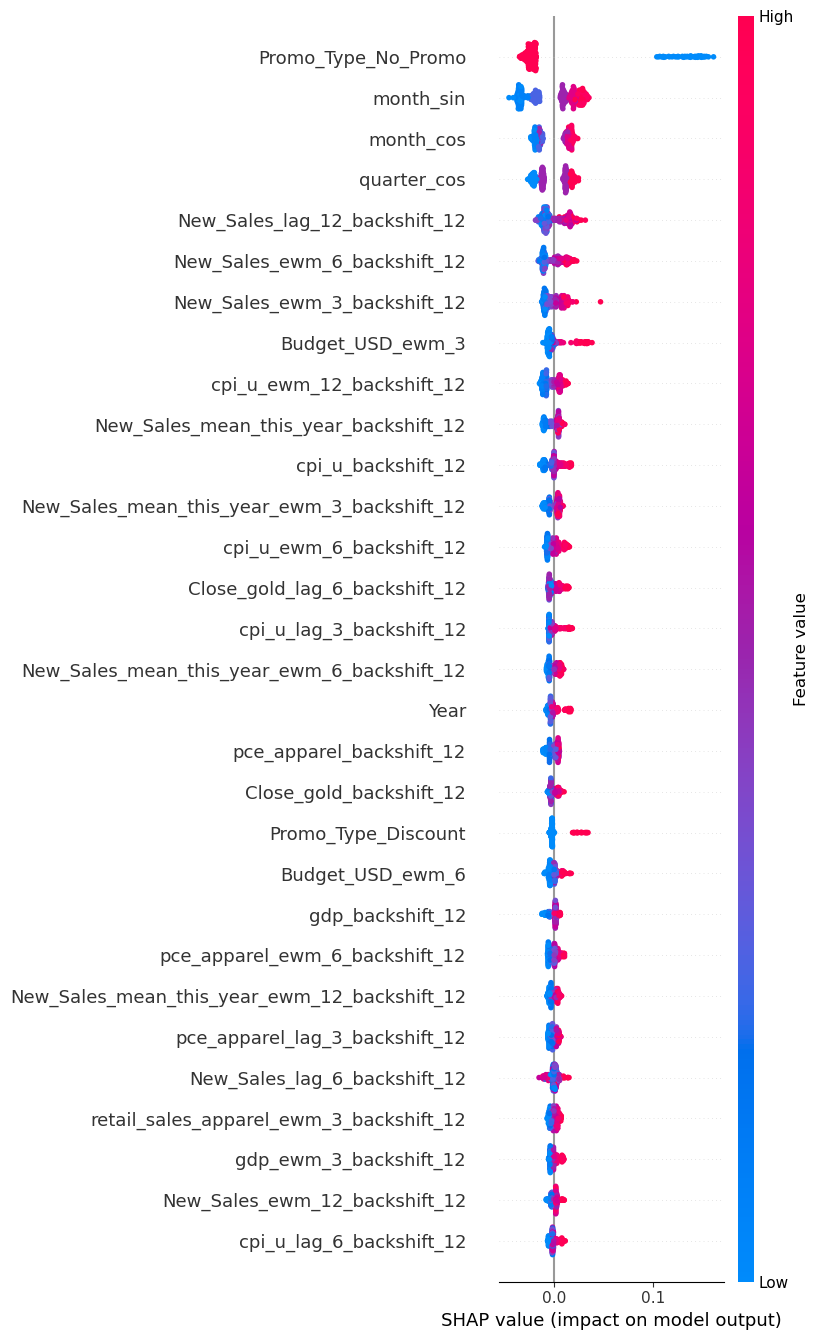 High
Promo_Type_No_Promo
month_sin
month_cos
quarter_cos
New_Sales_lag_12_backshift_12
New_Sales_ewm_6_backshift_12
New_Sales_ewm_3_backshift_12
Budget_USD_ewm_3
cpi_u_ewm_12_backshift_12
New_Sales_mean_this_year_backshift_12
cpi_u_backshift_12
New_Sales_mean_this_year_ewm_3_backshift_12
cpi_u_ewm_6_backshift_12
Close_gold_lag_6_backshift_12
cpi_u_lag_3_backshift_12
New_Sales_mean_this_year_ewm_6_backshift_12
Year
pce_apparel_backshift_12
Close_gold_backshift_12
Promo_Type_Discount
Budget_USD_ewm_6
gdp_backshift_12
pce_apparel_ewm_6_backshift_12
New_Sales_mean_this_year_ewm_12_backshift_12
pce_apparel_lag_3_backshift_12
New_Sales_lag_6_backshift_12
retail_sales_apparel_ewm_3_backshift_12
gdp_ewm_3_backshift_12
New_Sales_ewm_12_backshift_12
cpi_u_lag_6_backshift_12
Feature value
Low
0.0 0.1
SHAP value (impact on model output)